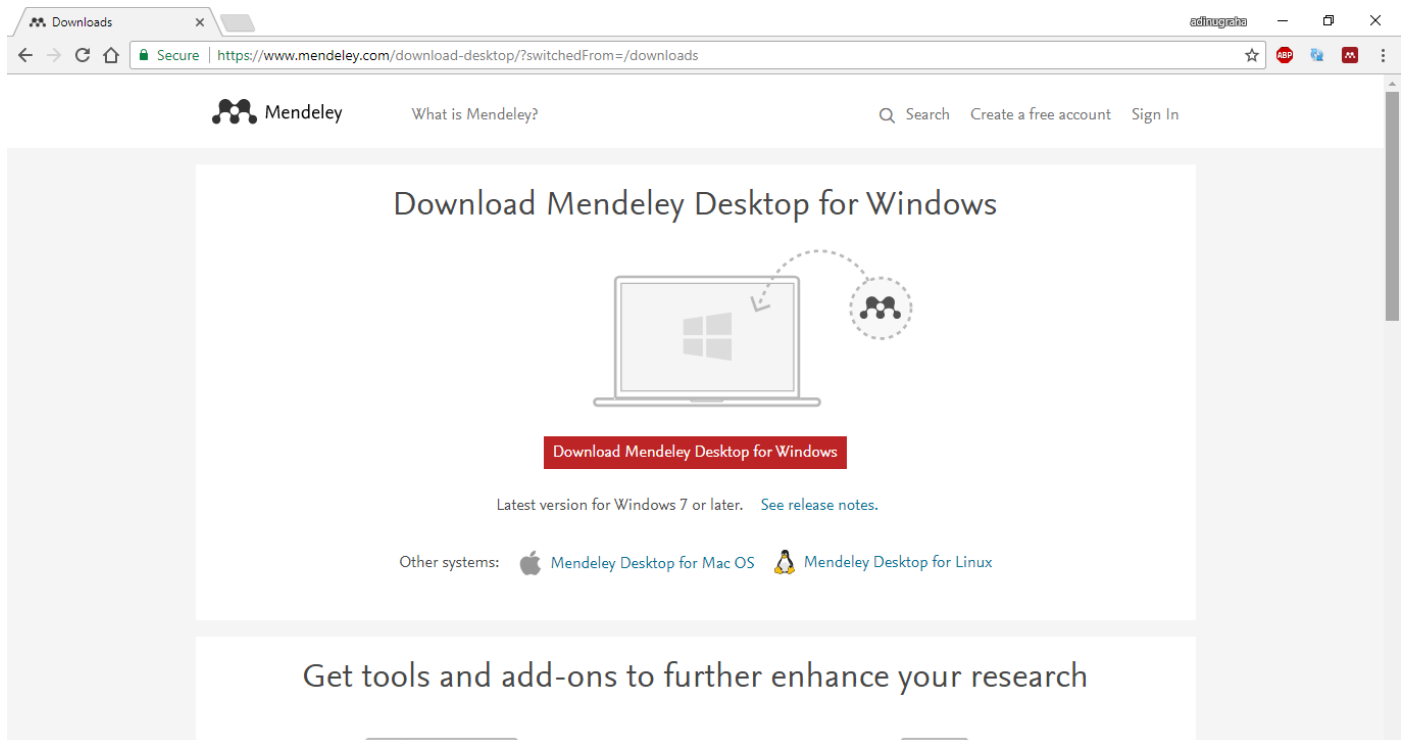 Downloads
adinugraha
Secure https://www.mendeley.com/download-desktop/?switchedFrom=/downloads
ABP
Mendeley What is Mendeley? Search Create a free account Sign In
Download Mendeley Desktop for Windows
Download Mendeley Desktop for Windows
Latest version for Windows 7 or later. See release notes.
Other systems: Mendeley Desktop for Mac OS Mendeley Desktop for Linux
Get tools and add-ons to further enhance your research